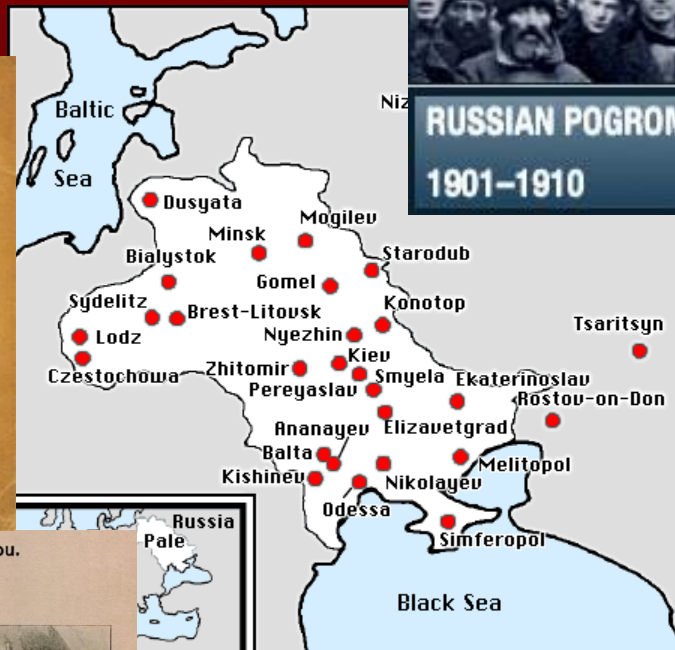 Baltic
Sea
Niz
RUSSIAN POGROM
1901–1910
Dusyata
Mogilev
Minsk
Bialystok
Starodub
Gomel
Sydelitz
Brest-Litovsk
Konotop
Nyezhin
Lodz
Tsaritsyn
Kiev
Zhitomir
Czestochowa
Smyela
Ekaterinoslav
Pereyaslav
Rostov-on-Don
Ananayev
Elizavetgrad
Balta
Melitopol
Kishinev
Nikolayev
Odessa
Simferopol
Russia
Pale
ou.
Black Sea